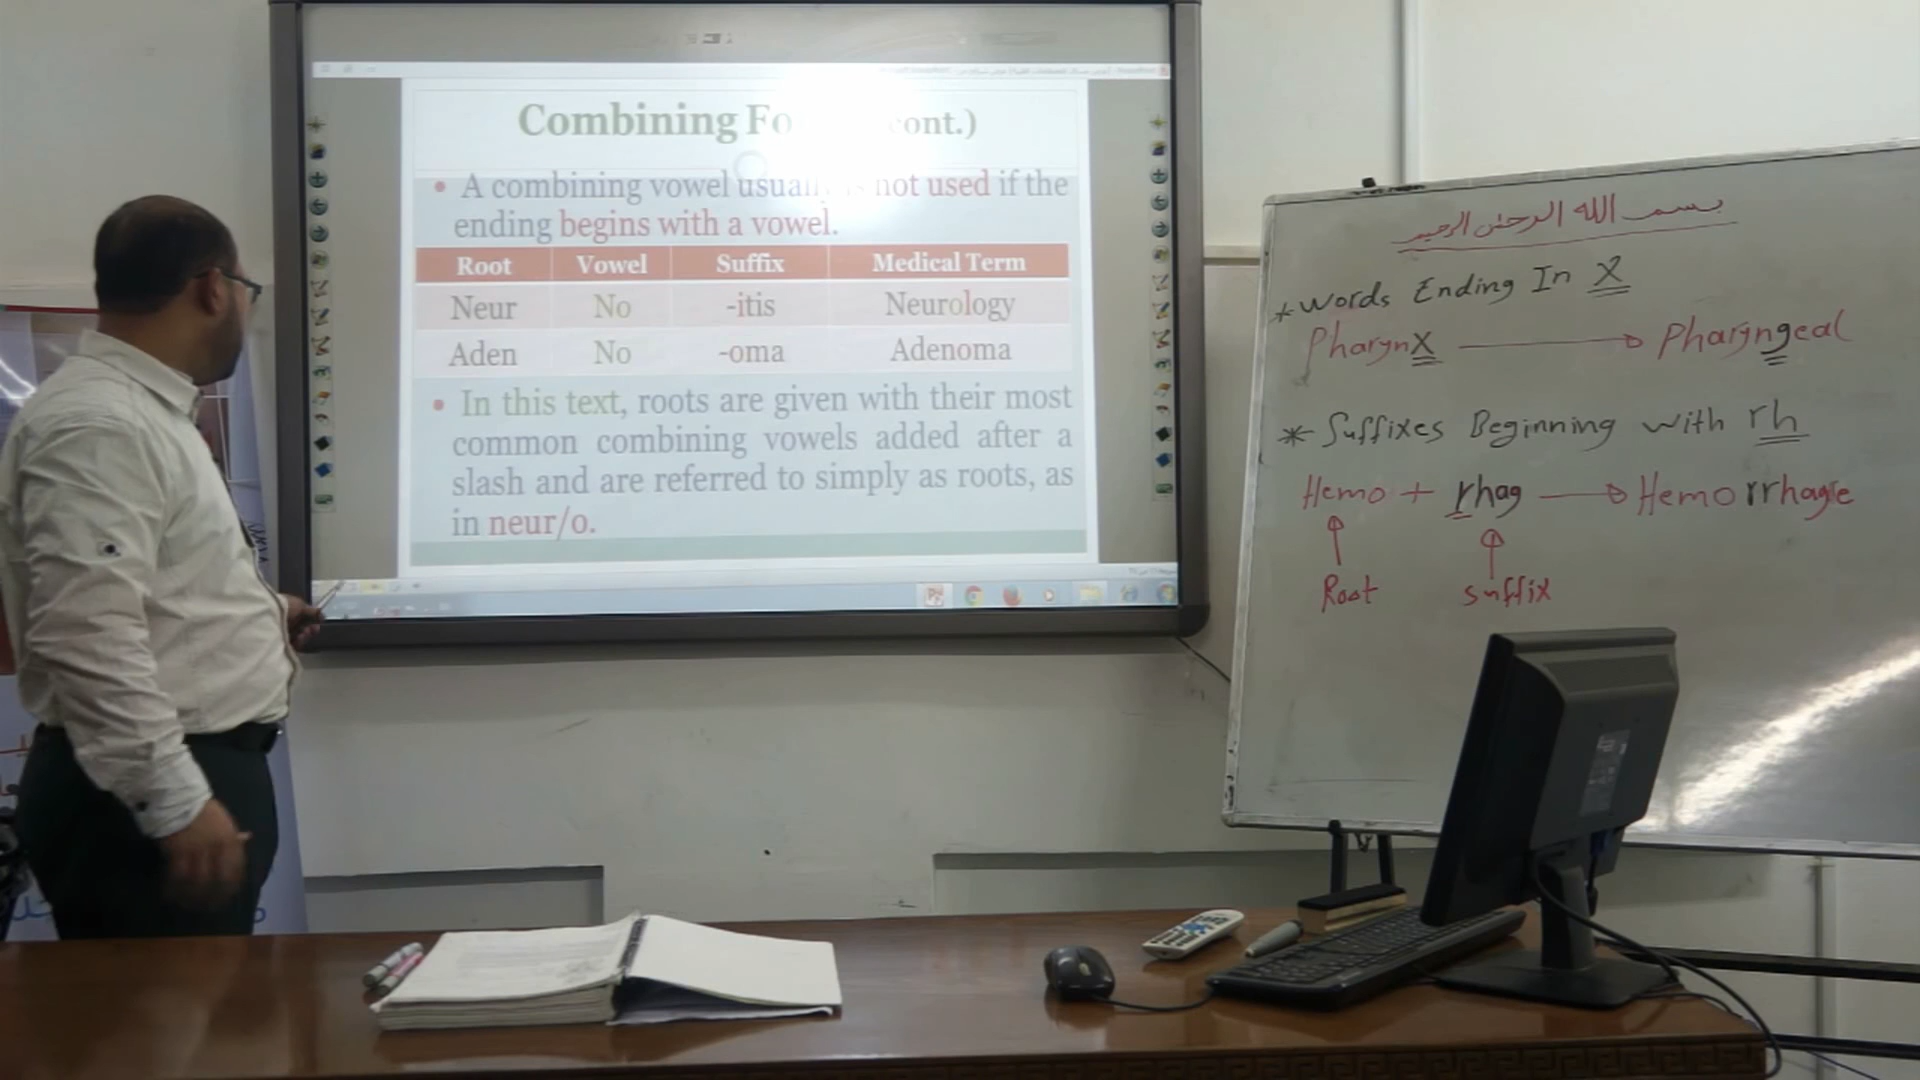 Combining Fo cont.)
• A combining vowel usually is not used if the
ending begins with a vowel.
Root Vowel Suffix Medical Term
Neur No -itis Neurology
Aden No -oma Adenoma
• In this text, roots are given with their most
common combining vowels added after a
slash and are referred to simply as roots, as
in neur/o.
بسم الله الرحمن الرحيم
* Words Ending In X
Pharynx → Pharyngeal
* Suffixes Beginning with rh
Hemo + rhag → Hemorrhage
Root suffix